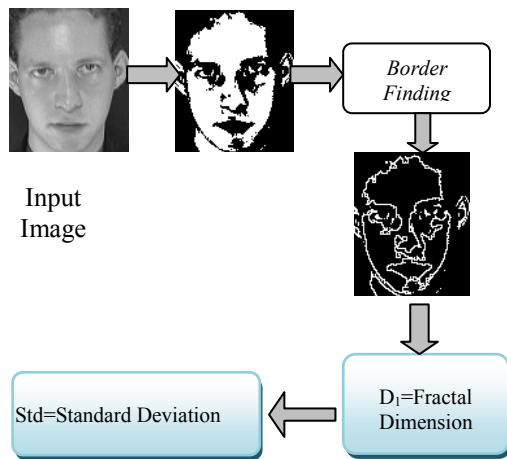 Border
Finding
Input
Image
D₁=Fractal
Dimension
Std=Standard Deviation